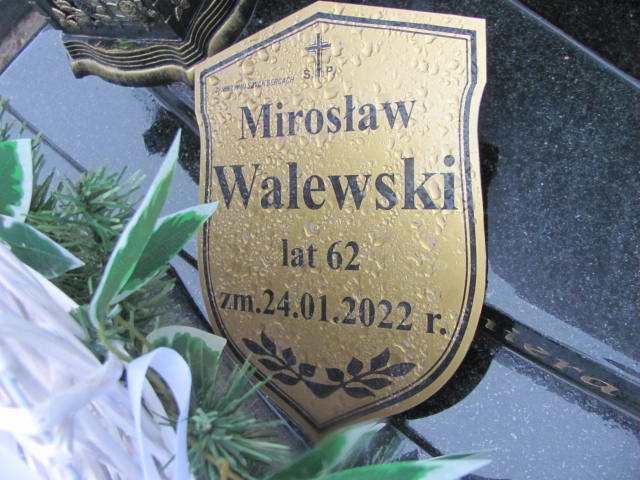 Ś.†P.
Mirosław
Walewski
lat 62
zm.24.01.2022 r.